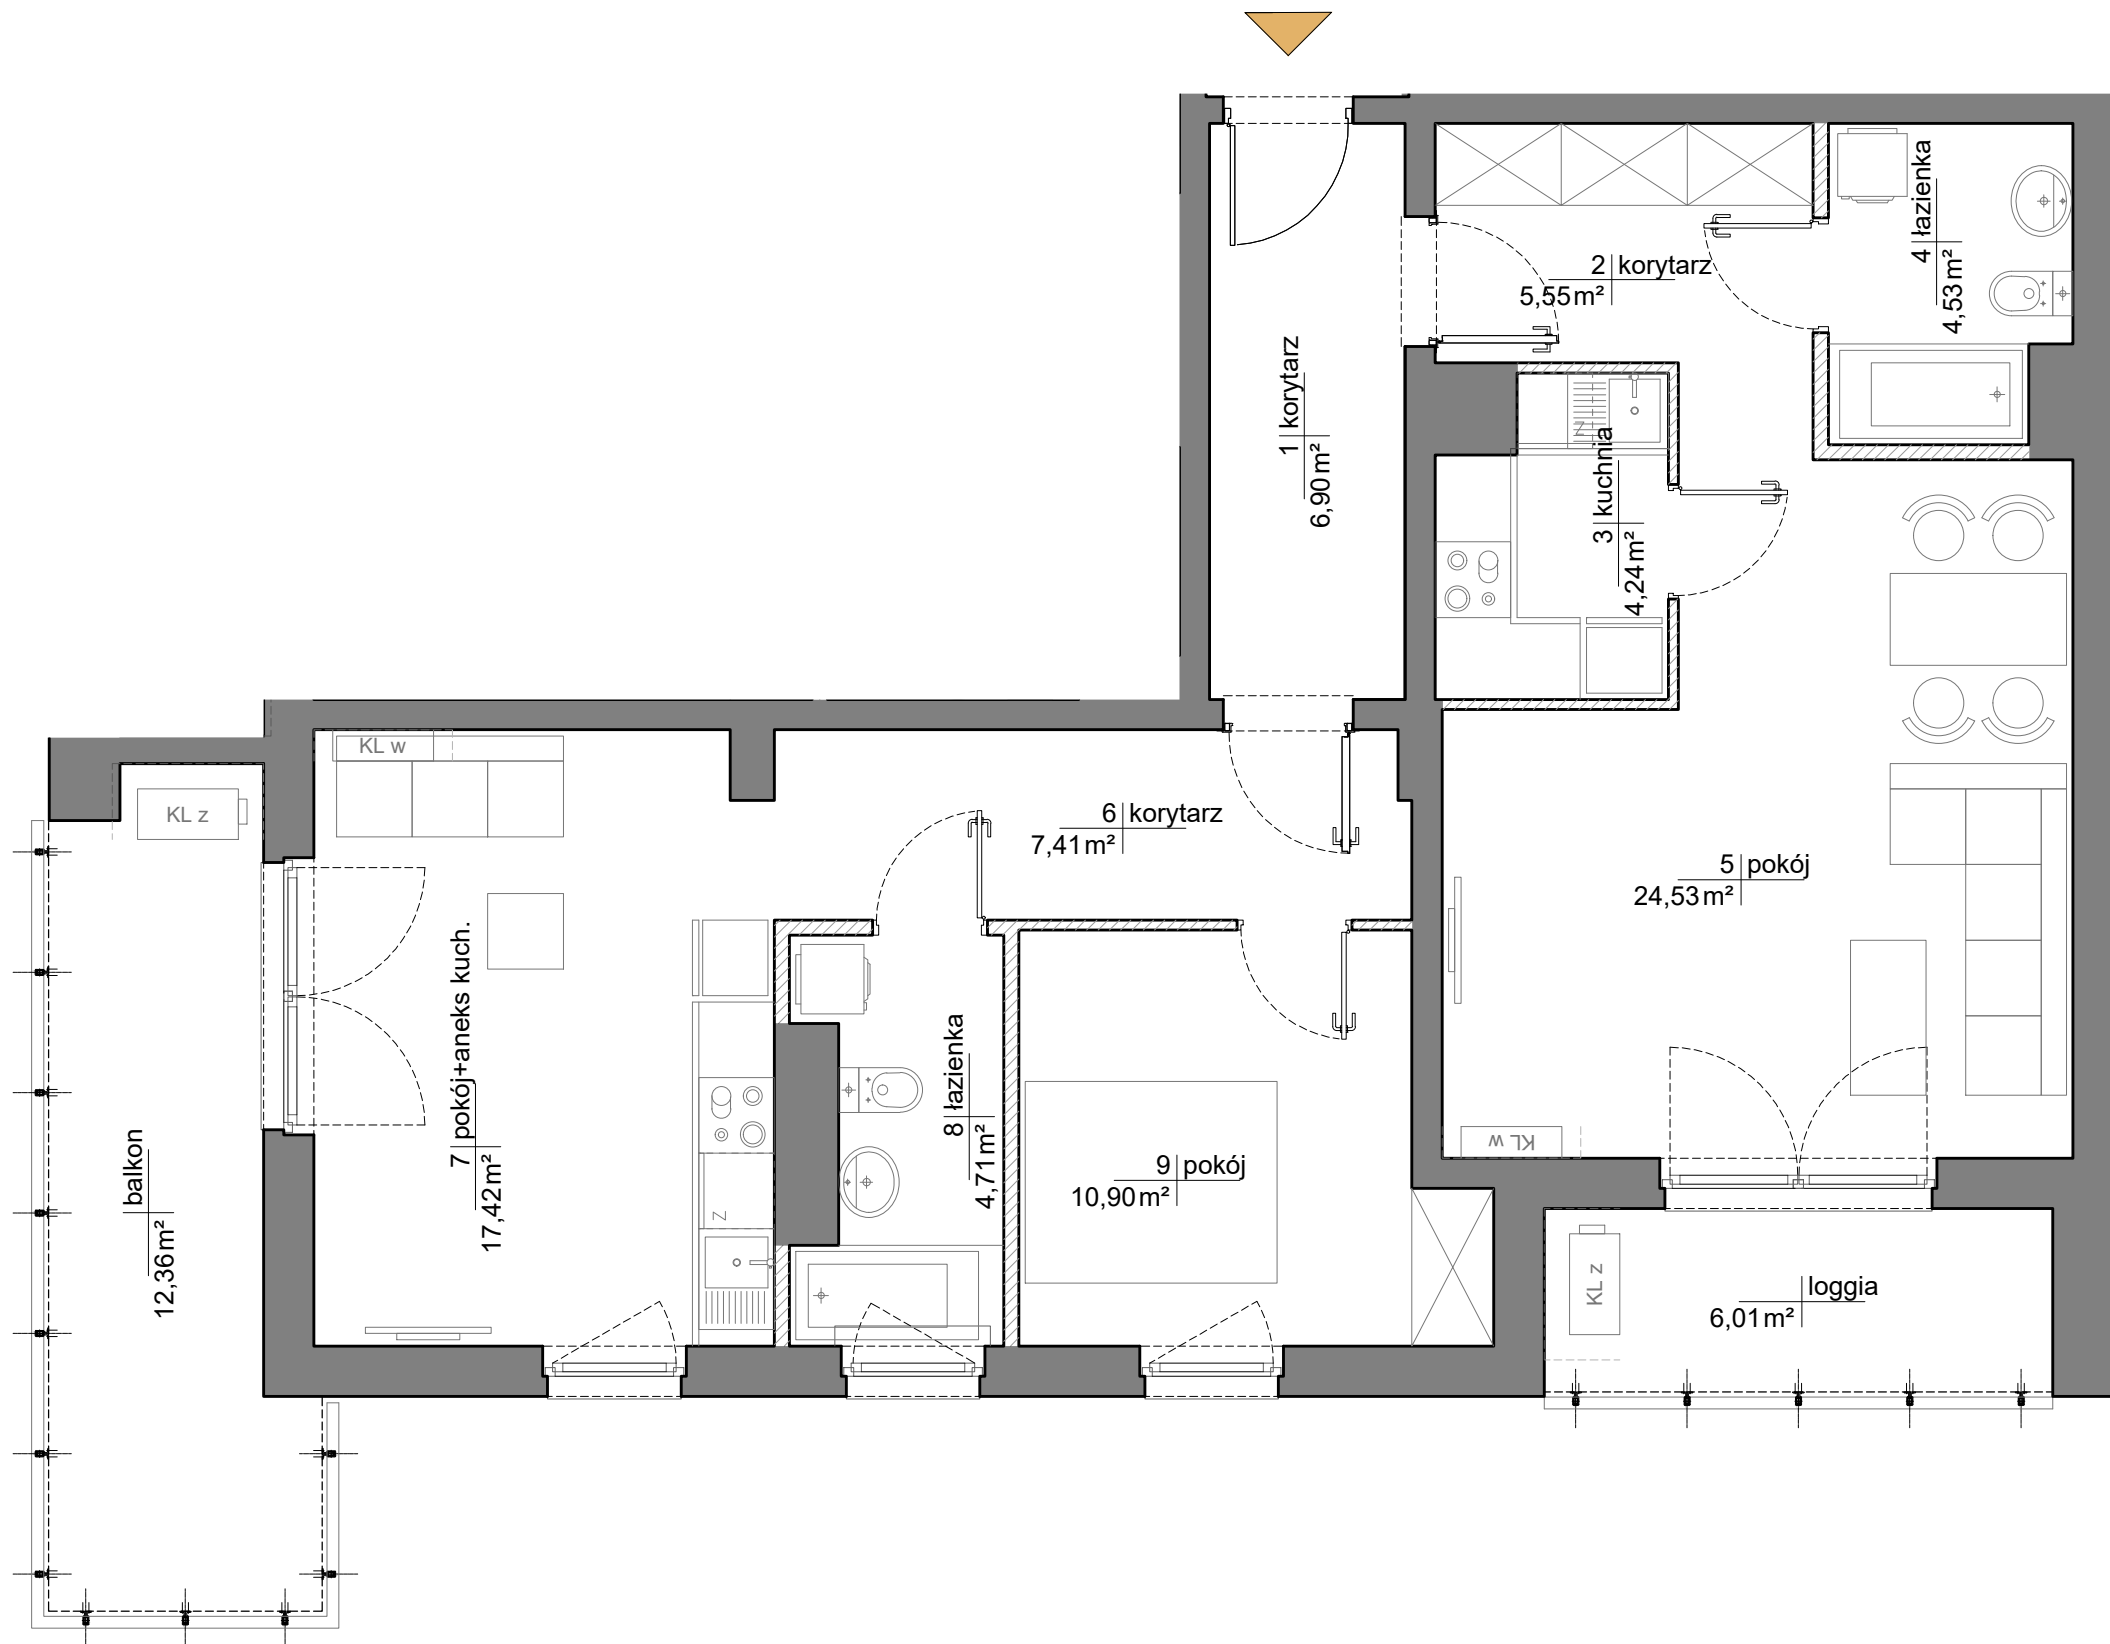 2 korytarz
5,55 m²
4 łazienka
4,53 m²
1 korytarz
6,90 m²
3 kuchnia
4,24 m²
Z
KL w
KL z
6 korytarz
7,41 m²
5 pokój
24,53 m²
7 pokój+aneks kuch.
17,42 m²
8 łazienka
4,71 m²
balkon
12,36 m²
9 pokój
10,90 m²
Z
KL w
KL z
loggia
6,01 m²